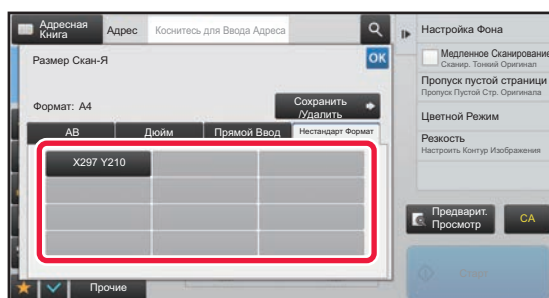 Адресная
Книга
Адрес
Коснитесь для Ввода Адреса
Размер Скан-Я
OK
Формат: A4
Сохранить
/Удалить
AB
Дюйм
Прямой Ввод
Нестандарт Формат
X297 Y210
Прочие
Настройка Фона
Медленное Сканирование
Сканир. Тонкий Оригинал
Пропуск пустой страници
Пропуск Пустой Стр. Оригинала
Цветной Режим
Резкость
Настроить Контур Изображения
Предварит.
Просмотр
CA
Старт